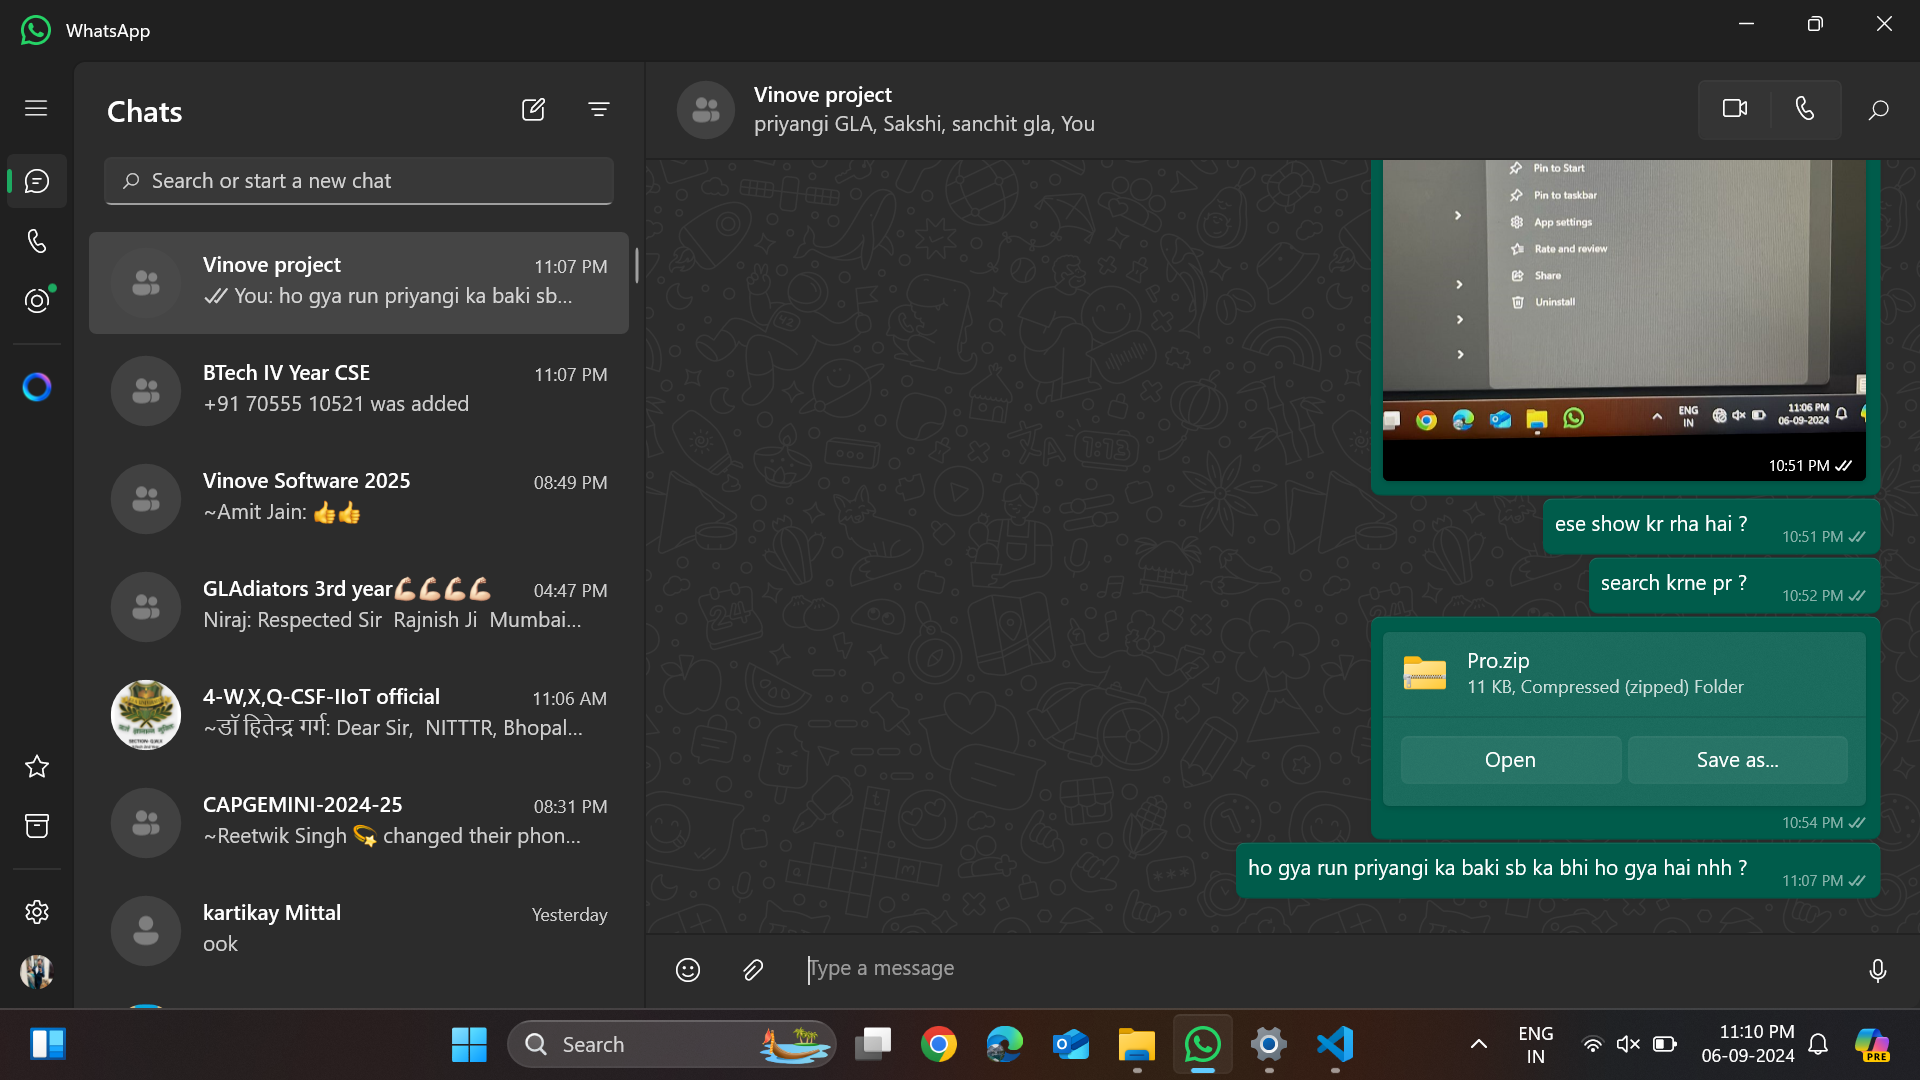 WhatsApp
Chats
Search or start a new chat
Vinove project
11:07 PM
You: ho gya run priyangi ka baki sb...
BTech IV Year CSE
11:07 PM
+91 70555 10521 was added
Vinove Software 2025
08:49 PM
~Amit Jain: 👍👍
GLAdiators 3rd year💪🏻💪🏻💪🏻💪🏻
04:47 PM
Niraj: Respected Sir Rajnish Ji Mumbai...
4-W,X,Q-CSF-IIoT official
11:06 AM
~डॉ हितेन्द्र गर्ग: Dear Sir, NITTTR, Bhopal...
CAPGEMINI-2024-25
08:31 PM
~Reetwik Singh 💫 changed their phon...
kartikay Mittal
Yesterday
ook
Vinove project
priyangi GLA, Sakshi, sanchit gla, You
Pin to Start
Pin to taskbar
App settings
Rate and review
Share
Uninstall
ENG
IN
11:06 PM
06-09-2024
10:51 PM
ese show kr rha hai ?
10:51 PM
search krne pr ?
10:52 PM
Pro.zip
11 KB, Compressed (zipped) Folder
Open
Save as...
10:54 PM
ho gya run priyangi ka baki sb ka bhi ho gya hai nhh ?
11:07 PM
Type a message
Search
ENG
IN
11:10 PM
06-09-2024
PRE